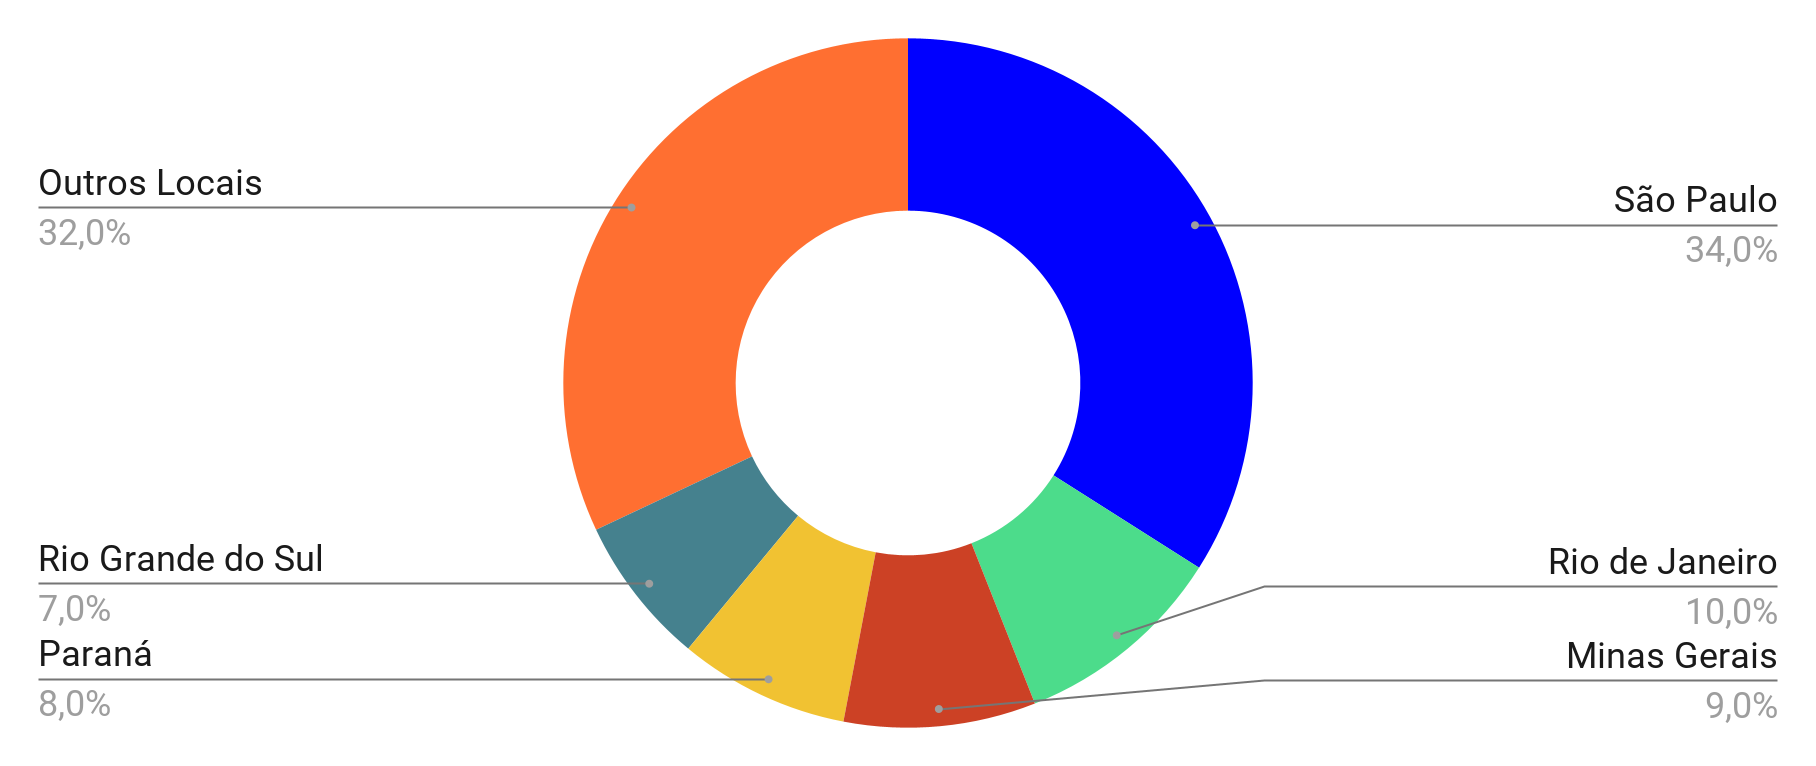 Outros Locais
32,0%
São Paulo
34,0%
Rio Grande do Sul
7,0%
Rio de Janeiro
10,0%
Paraná
8,0%
Minas Gerais
9,0%